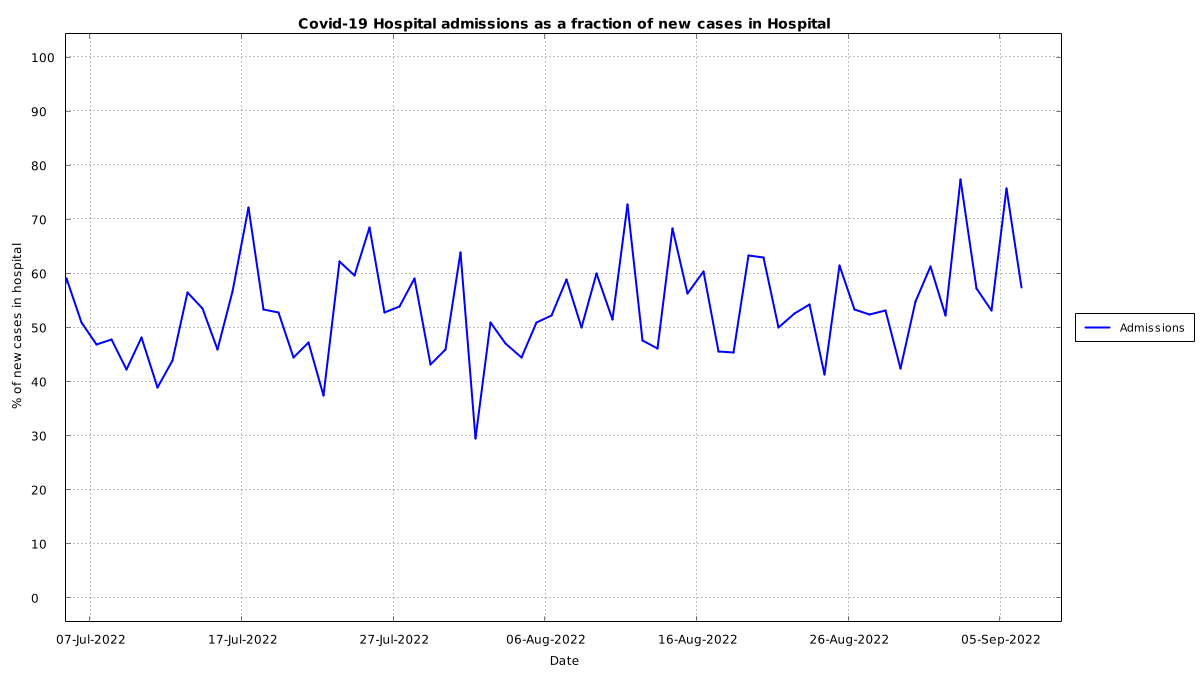 Covid-19 Hospital admissions as a fraction of new cases in Hospital
100
90
80
70
60
50
40
30
20
10
0
% of new cases in hospital
07-Jul-2022
17-Jul-2022
27-Jul-2022
06-Aug-2022
16-Aug-2022
26-Aug-2022
05-Sep-2022
Date
Admissions